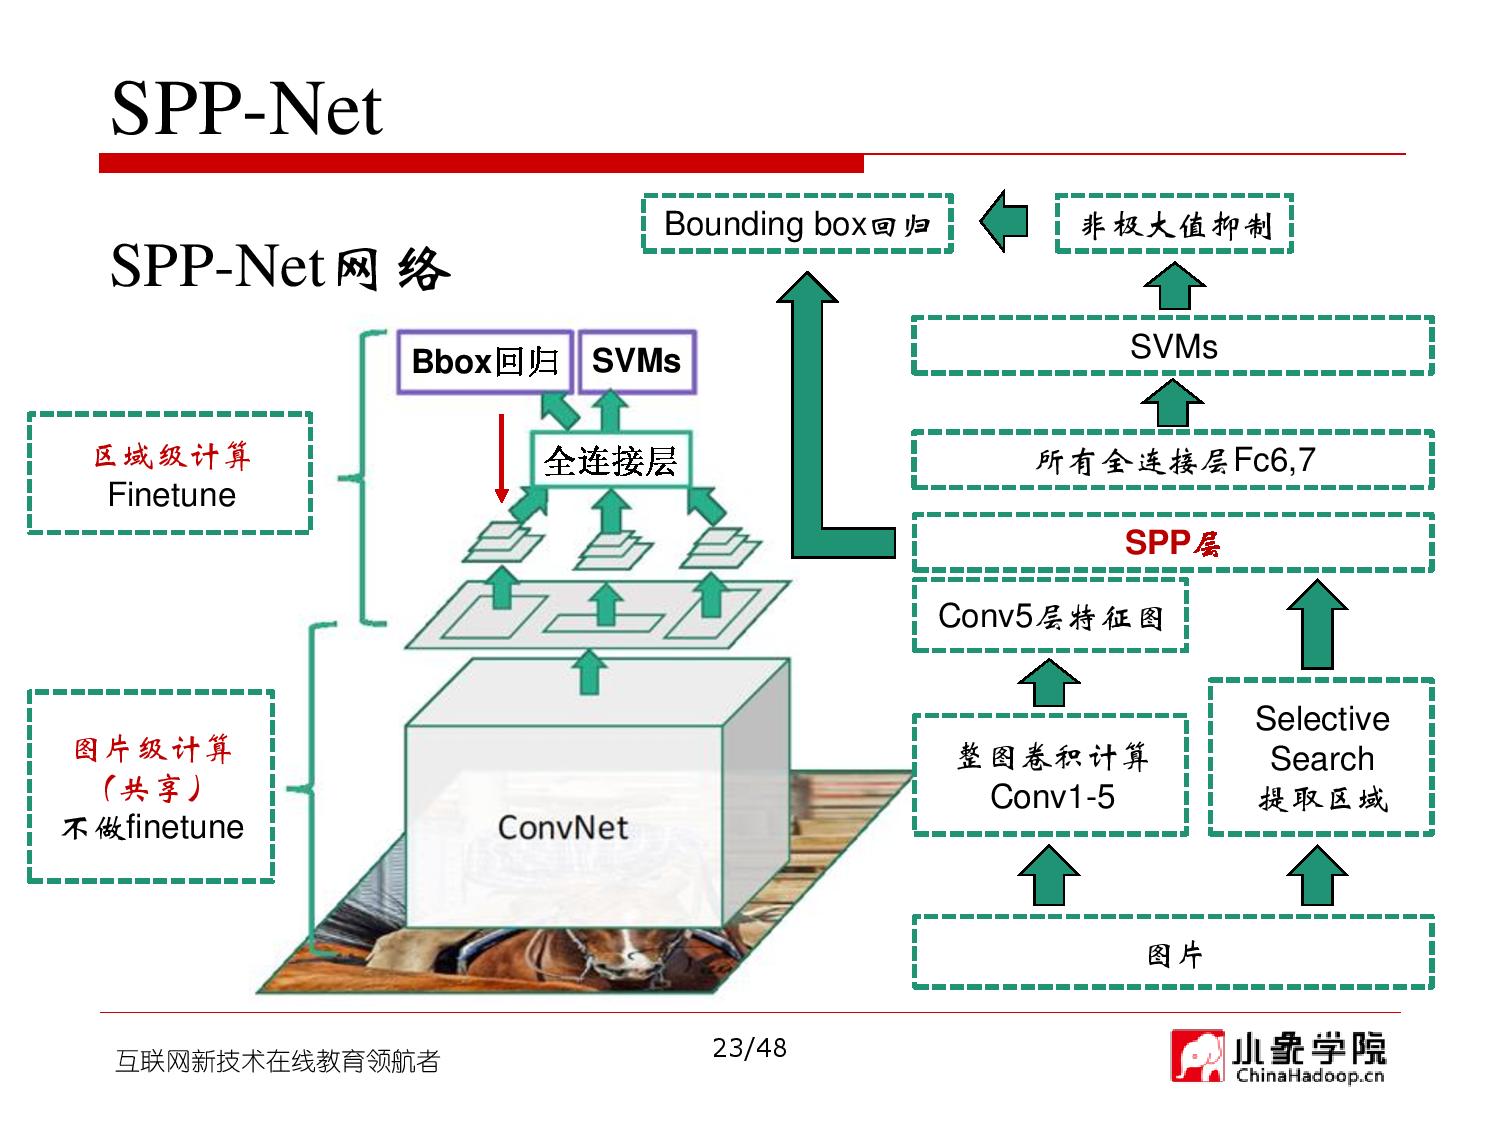 SPP-Net
SPP-Net网络
Bounding box回归
非极大值抑制
SVMs
所有全连接层Fc6,7
SPP层
Conv5层特征图
整图卷积计算
Conv1-5
Selective
Search
提取区域
图片
Bbox回归
SVMs
全连接层
区域级计算
Finetune
图片级计算
（共享）
不做finetune
ConvNet
互联网新技术在线教育领航者
23/48
小象学院
ChinaHadoop.cn